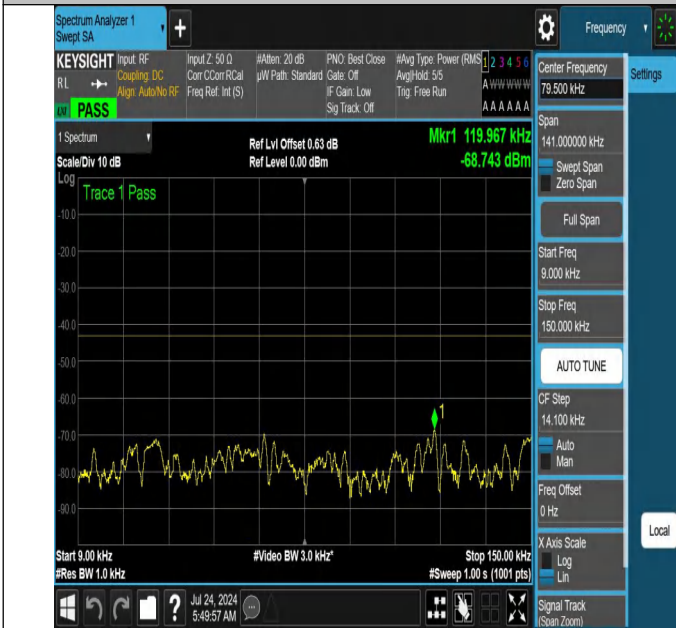 Spectrum Analyzer 1
Swept SA
+
Frequency
KEYSIGHT
RL
PASS
Input: RF
Coupling: DC
Align: Auto/No RF
Input Z: 50 Ω
Corr CCorr RCal
Freq Ref: Int (S)
#Atten: 20 dB
µW Path: Standard
PNO: Best Close
Gate: Off
IF Gain: Low
Sig Track: Off
#Avg Type: Power (RMS
Avg|Hold: 5/5
Trig: Free Run
1 2 3 4 5 6
A W W W W W
A A A A A A
Settings
Center Frequency
79.500 kHz
Span
141.000000 kHz
Swept Span
Zero Span
Full Span
Start Freq
9.000 kHz
Stop Freq
150.000 kHz
AUTO TUNE
CF Step
14.100 kHz
Auto
Man
Freq Offset
0 Hz
X Axis Scale
Log
Lin
Signal Track
(Span Zoom)
Local
1 Spectrum
Scale/Div 10 dB
Ref Lvl Offset 0.63 dB
Ref Level 0.00 dBm
Mkr1 119.967 kHz
-68.743 dBm
Log
Trace 1 Pass
-10.0
-20.0
-30.0
-40.0
-50.0
-60.0
-70.0
-80.0
-90.0
1
Start 9.00 kHz
#Res BW 1.0 kHz
#Video BW 3.0 kHz*
Stop 150.00 kHz
#Sweep 1.00 s (1001 pts)
?
Jul 24, 2024
5:49:57 AM